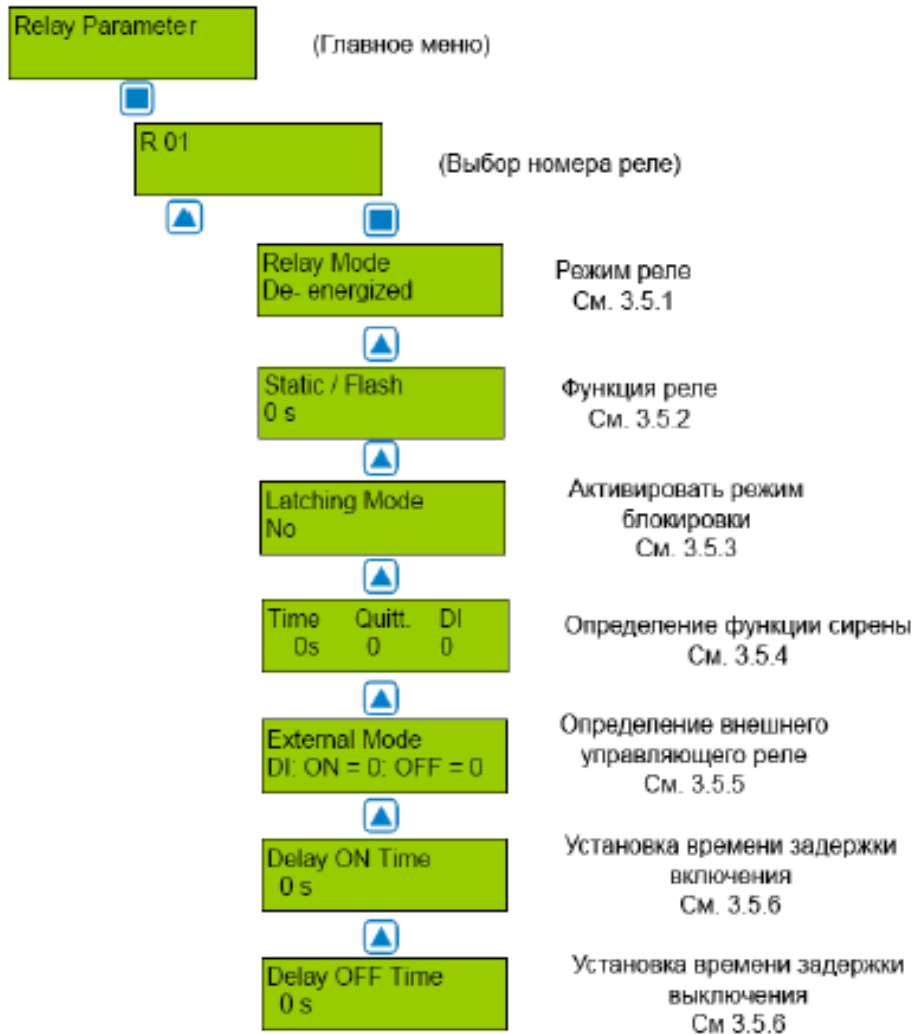 Relay Parameter
(Главное меню)
R 01
(Выбор номера реле)
Relay Mode
De- energized
Режим реле
См. 3.5.1
Static / Flash
0 s
Функция реле
См. 3.5.2
Latching Mode
No
Активировать режим
блокировки
См. 3.5.3
Time Quitt. DI
0s 0 0
Определение функции сирены
См. 3.5.4
External Mode
DI: ON = 0: OFF = 0
Определение внешнего
управляющего реле
См. 3.5.5
Delay ON Time
0 s
Установка времени задержки
включения
См. 3.5.6
Delay OFF Time
0 s
Установка времени задержки
выключения
См 3.5.6